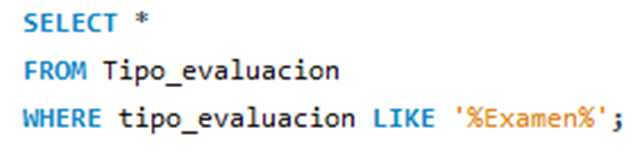 SELECT *
FROM Tipo_evaluacion
WHERE tipo_evaluacion LIKE '%Examen%';